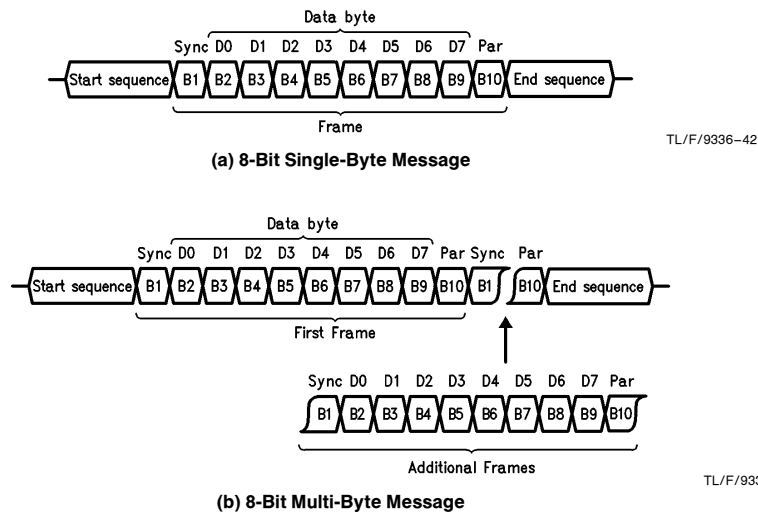 Data byte
Sync D0 D1 D2 D3 D4 D5 D6 D7 Par
Start sequence B1 B2 B3 B4 B5 B6 B7 B8 B9 B10 End sequence
Frame
TL/F/9336–42
(a) 8-Bit Single-Byte Message
Data byte
Sync D0 D1 D2 D3 D4 D5 D6 D7 Par Sync Par
Start sequence B1 B2 B3 B4 B5 B6 B7 B8 B9 B10 B1 B10 End sequence
First Frame
Sync D0 D1 D2 D3 D4 D5 D6 D7 Par
B1 B2 B3 B4 B5 B6 B7 B8 B9 B10
Additional Frames
TL/F/933
(b) 8-Bit Multi-Byte Message